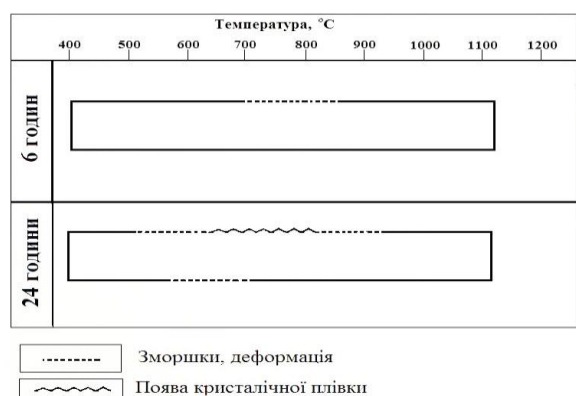 Температура, °C
400 500 600 700 800 900 1000 1100 1200
6 годин
24 години
Зморшки, деформація
Поява кристалічної плівки